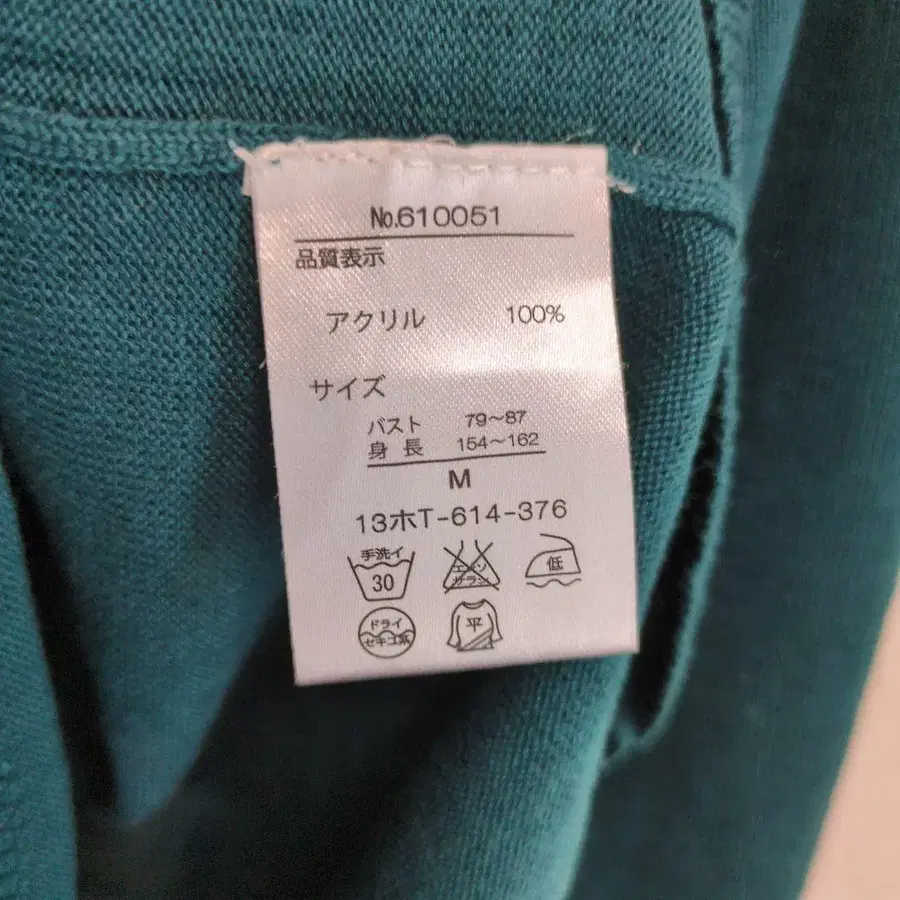 No.610051
品質表示
アクリル 100%
サイズ
バスト 79～87
身長 154～162
M
13ホT-614-376
手洗イ
30
エンソ
サラシ
低
ドライ
セキユ系
平